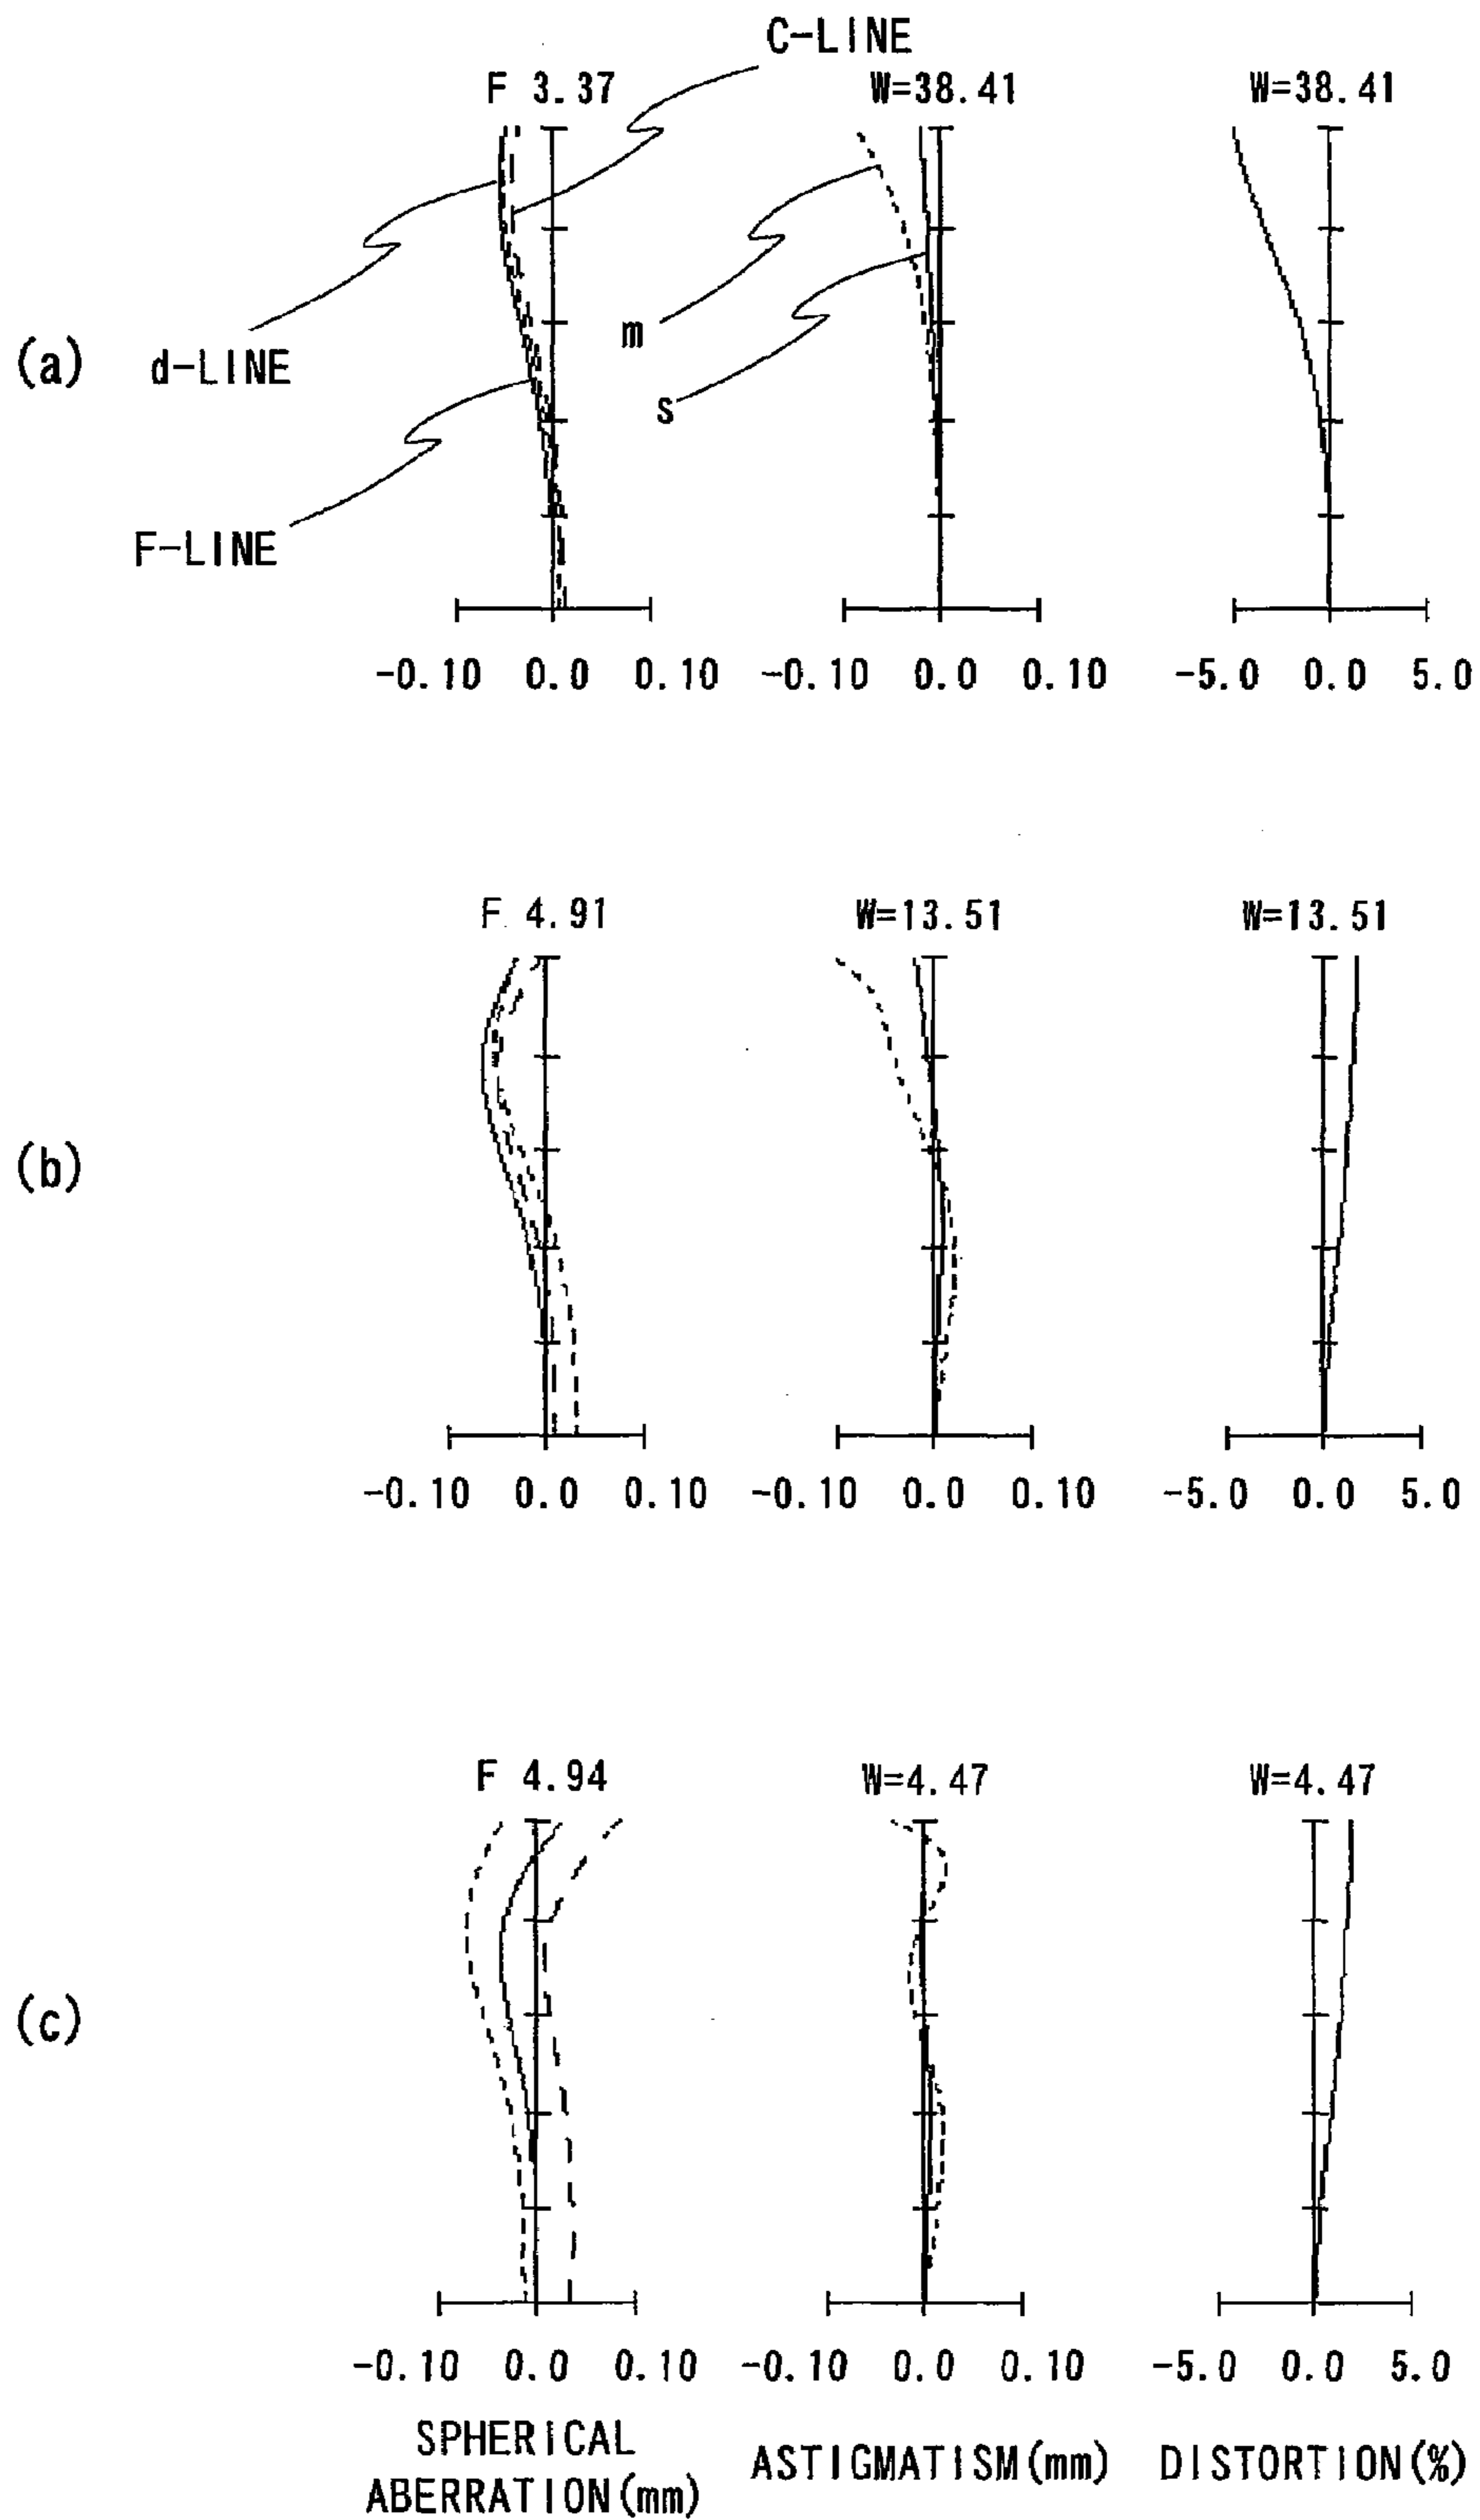 C-LINE
F 3.37
W=38.41
W=38.41
(a)
d-LINE
F-LINE
m
s
-0.10 0.0 0.10
-0.10 0.0 0.10
-5.0 0.0 5.0
(b)
F 4.91
W=13.51
W=13.51
-0.10 0.0 0.10
-0.10 0.0 0.10
-5.0 0.0 5.0
(c)
F 4.94
W=4.47
W=4.47
-0.10 0.0 0.10
-0.10 0.0 0.10
-5.0 0.0 5.0
SPHERICAL
ABERRATION(mm)
ASTIGMATISM(mm)
DISTORTION(%)